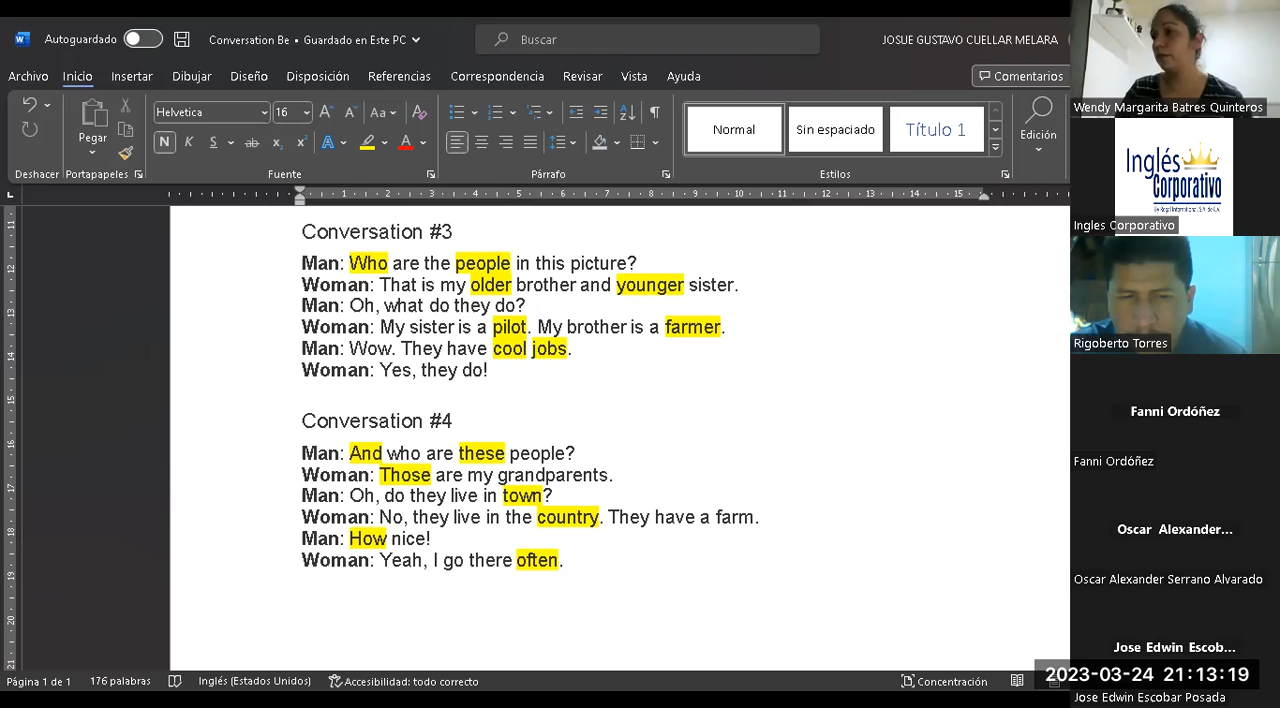 Autoguardado
Conversation Be • Guardado en Este PC
Buscar
JOSUE GUSTAVO CUELLAR MELARA
Archivo Inicio Insertar Dibujar Diseño Disposición Referencias Correspondencia Revisar Vista Ayuda Comentarios
Pegar
Helvetica 16
Normal
Sin espaciado
Título 1
Edición
Deshacer Portapapeles Fuente Párrafo Estilos
Conversation #3
Man: Who are the people in this picture?
Woman: That is my older brother and younger sister.
Man: Oh, what do they do?
Woman: My sister is a pilot. My brother is a farmer.
Man: Wow. They have cool jobs.
Woman: Yes, they do!
Conversation #4
Man: And who are these people?
Woman: Those are my grandparents.
Man: Oh, do they live in town?
Woman: No, they live in the country. They have a farm.
Man: How nice!
Woman: Yeah, I go there often.
Página 1 de 1 176 palabras Inglés (Estados Unidos) Accesibilidad: todo correcto Concentración
Wendy Margarita Batres Quinteros
Inglés
Corporativo
Ingles Corporativo
Rigoberto Torres
Fanni Ordóñez
Fanni Ordóñez
Oscar Alexander...
Oscar Alexander Serrano Alvarado
Jose Edwin Escob...
2023-03-24 21:13:19
Jose Edwin Escobar Posada